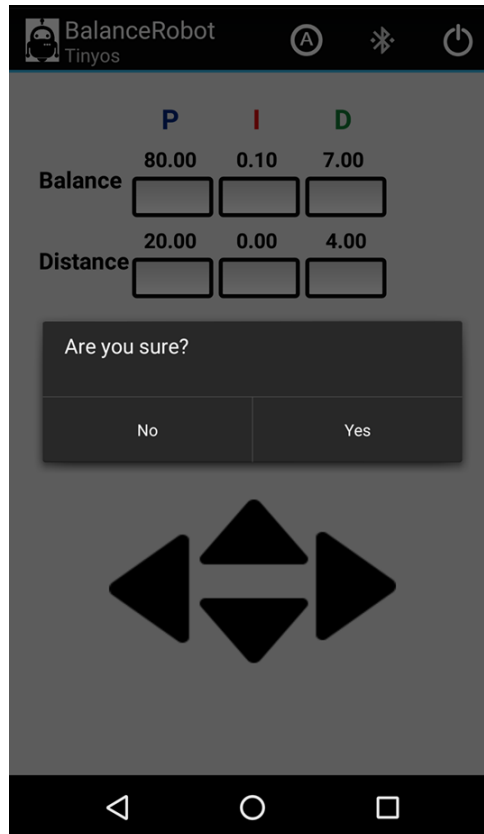 BalanceRobot
Tinyos
A
P I D
80.00 0.10 7.00
Balance
20.00 0.00 4.00
Distance
Are you sure?
No Yes